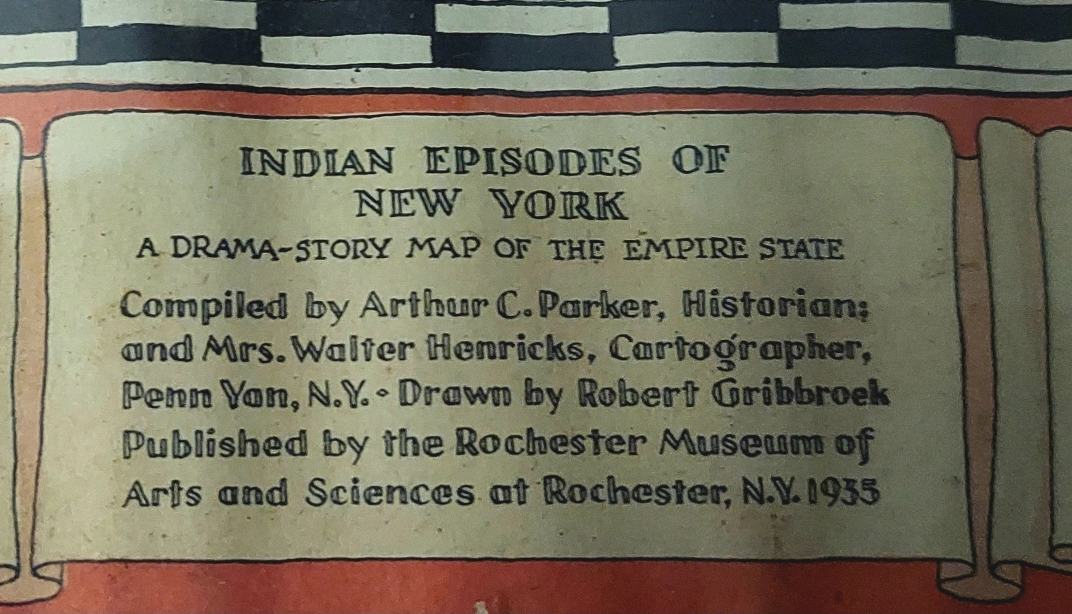 INDIAN EPISODES OF
NEW YORK
A DRAMA-STORY MAP OF THE EMPIRE STATE
Compiled by Arthur C. Parker, Historian;
and Mrs. Walter Henricks, Cartographer,
Penn Yan, N.Y. • Drawn by Robert Gribbroek
Published by the Rochester Museum of
Arts and Sciences at Rochester, N.Y. 1935